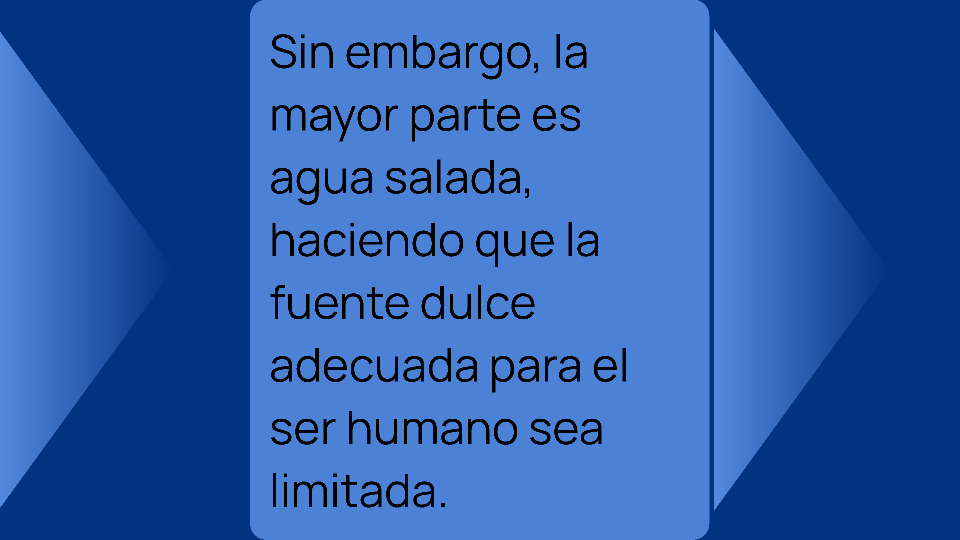 Sin embargo, la
mayor parte es
agua salada,
haciendo que la
fuente dulce
adecuada para el
ser humano sea
limitada.